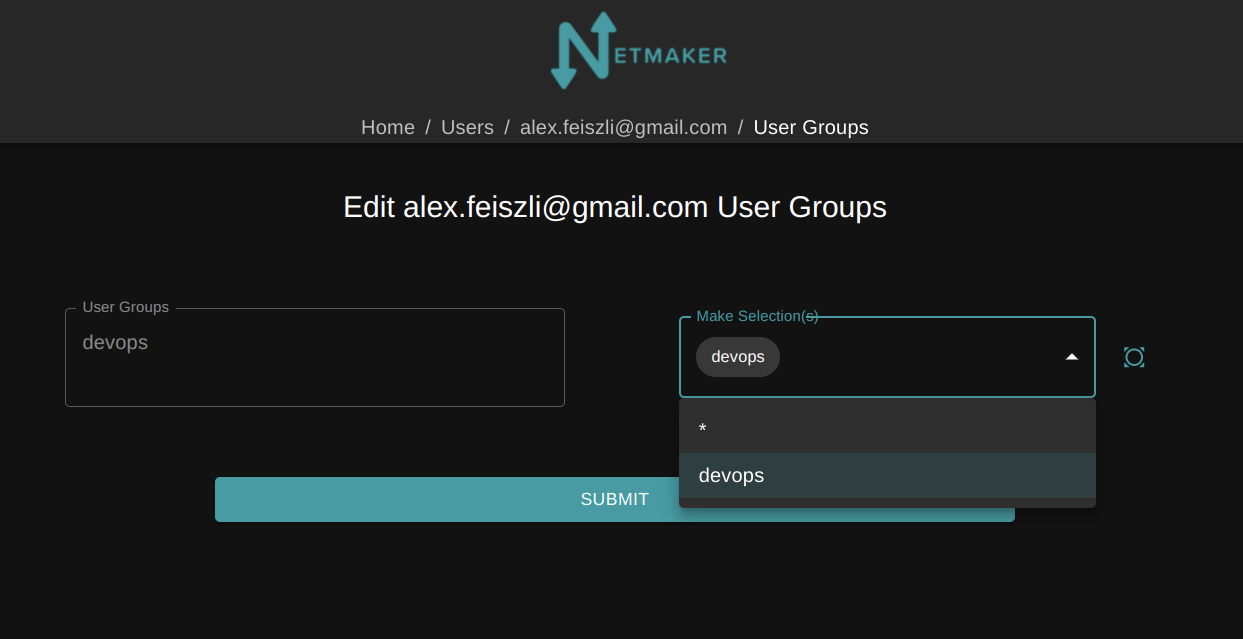 NETMAKER
Home / Users / alex.feiszli@gmail.com / User Groups
Edit alex.feiszli@gmail.com User Groups
User Groups
devops
Make Selection(s)
devops
*
devops
SUBMIT